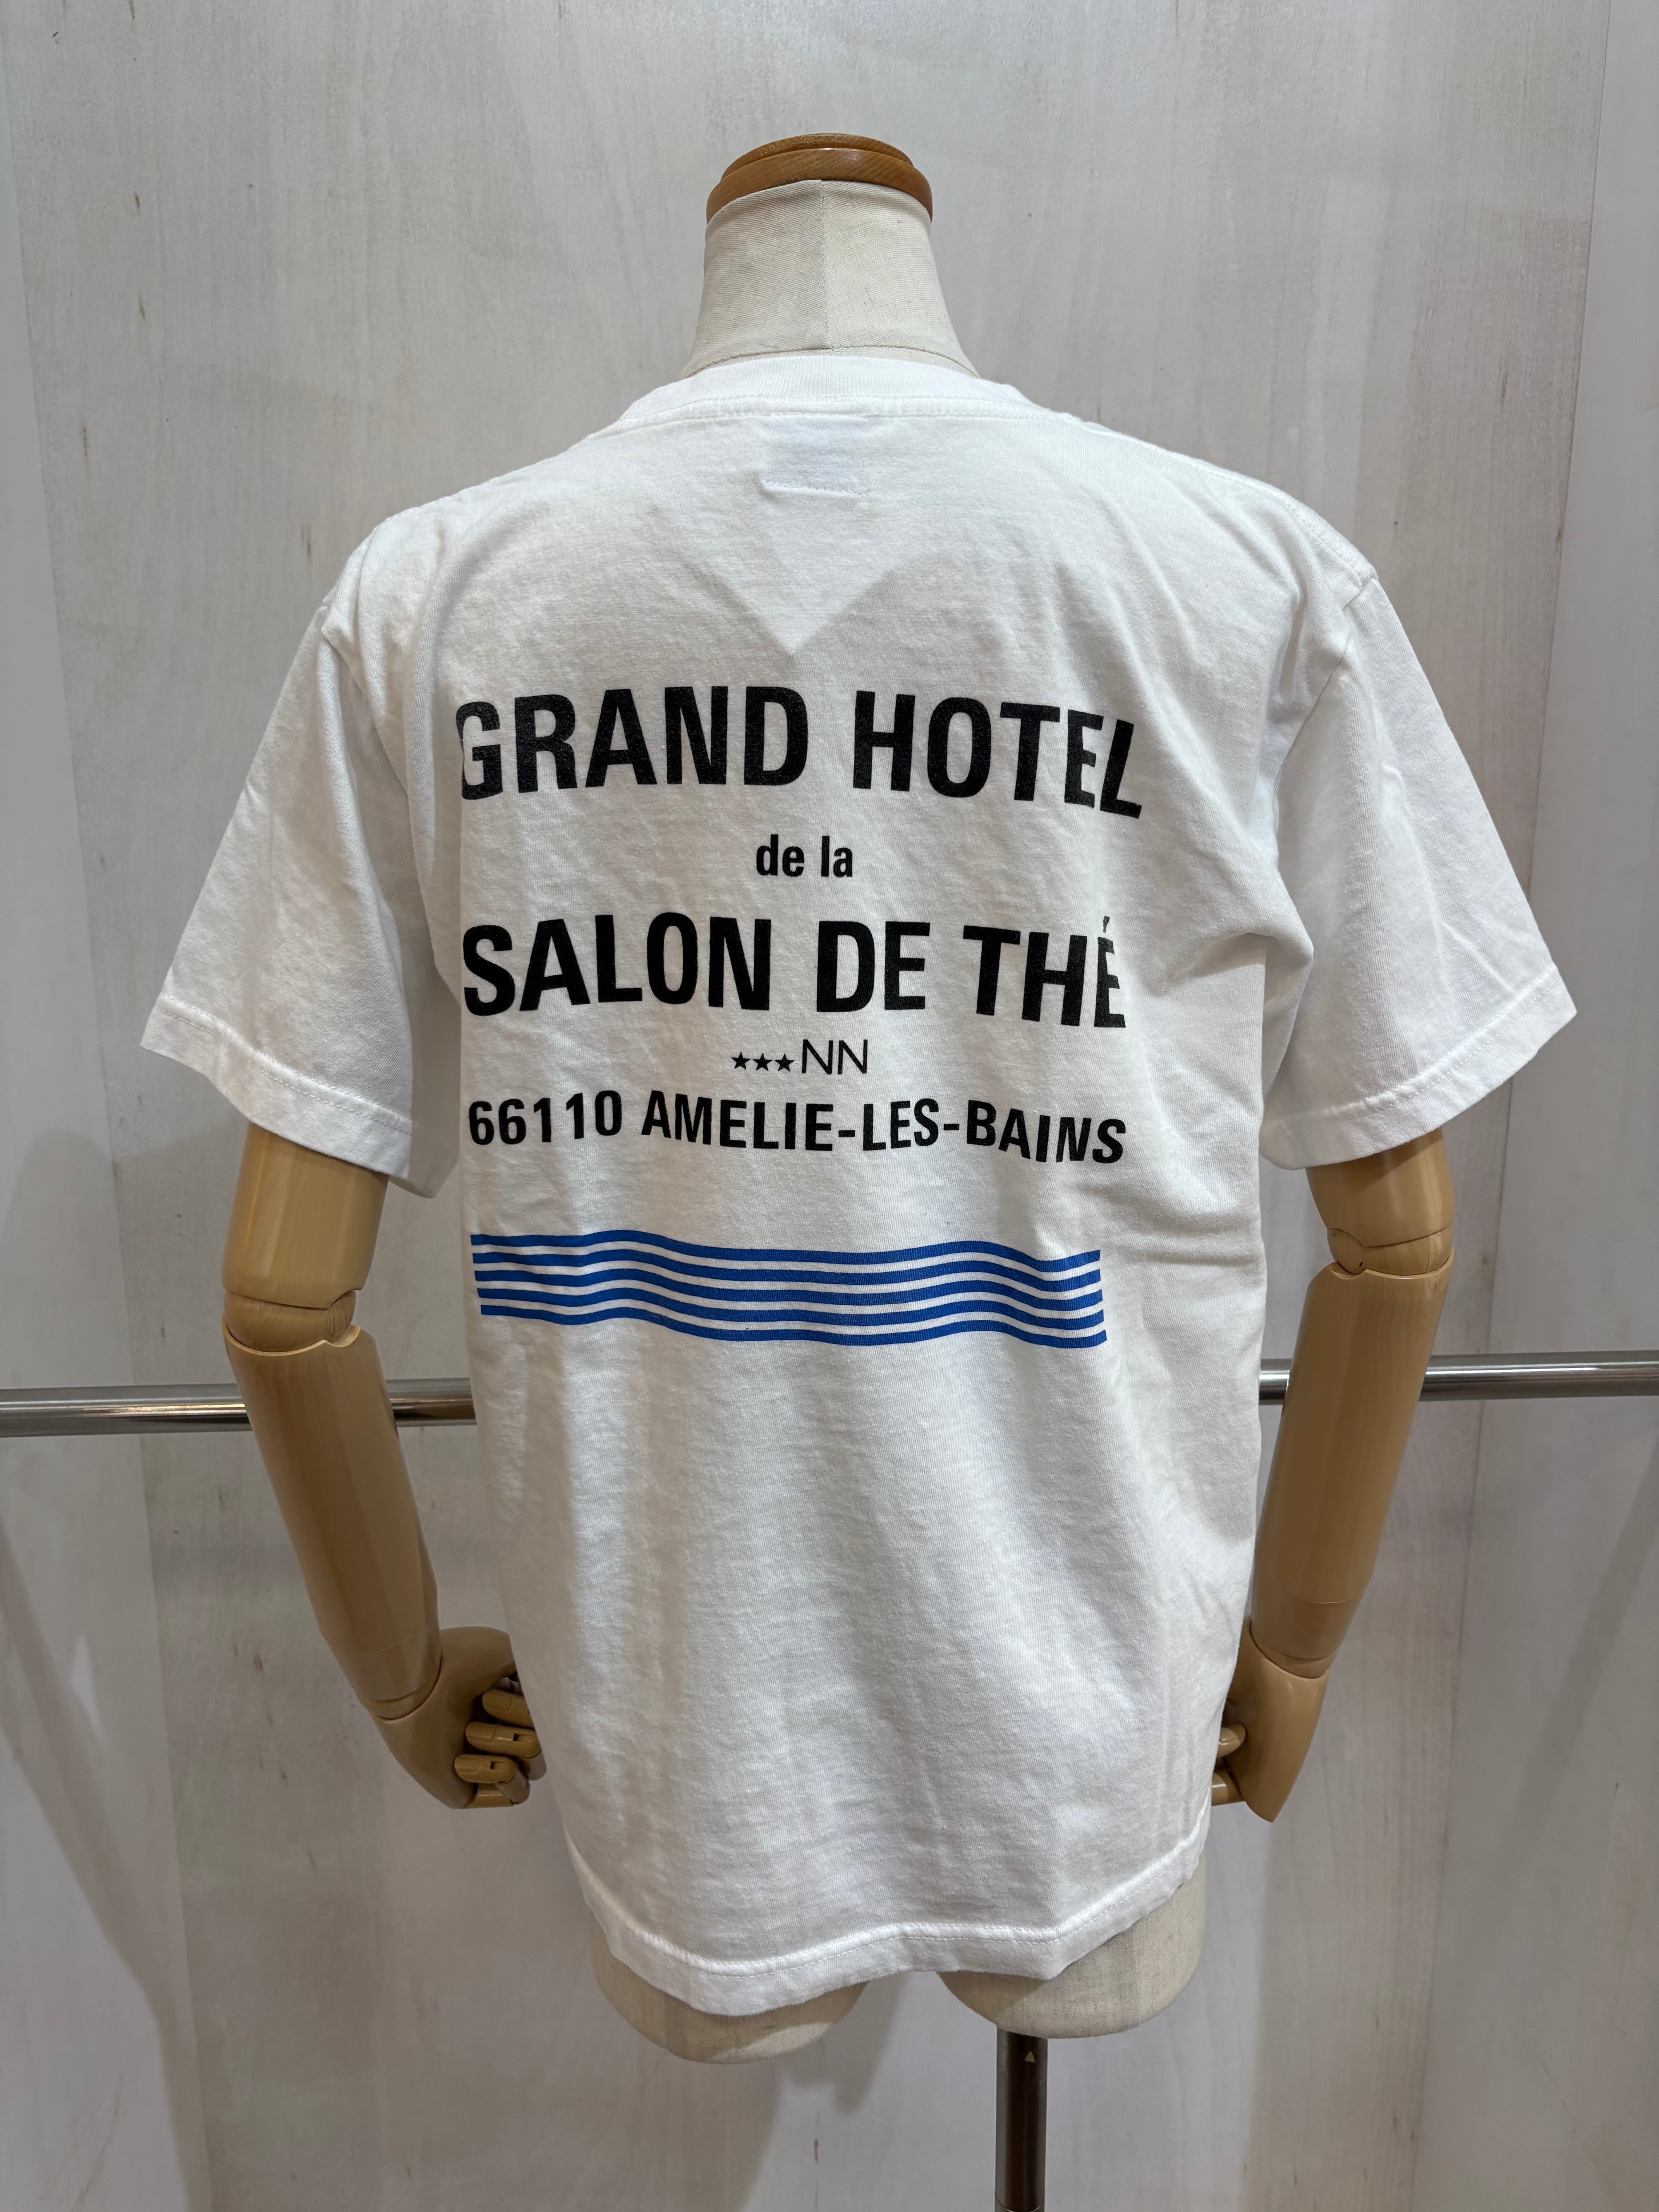 GRAND HOTEL
de la
SALON DE THÉ
★★★NN
66110 AMELIE-LES-BAINS